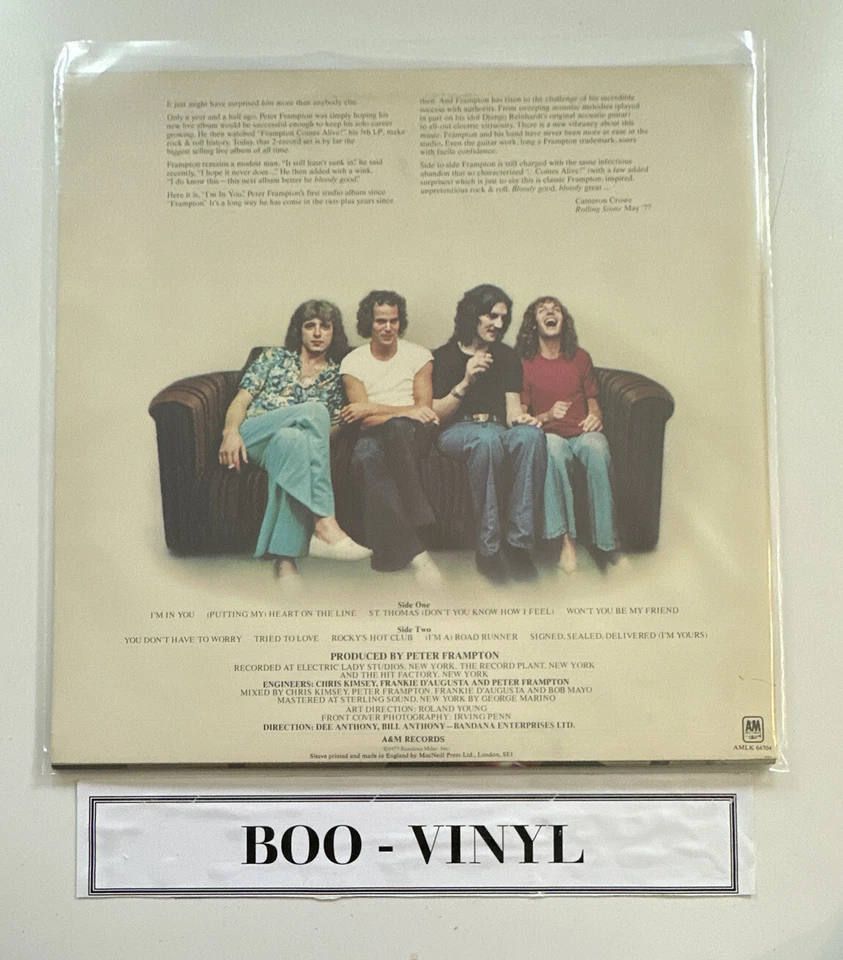 It just might have surprised him more than anybody else.
Only a year and a half ago, Peter Frampton was simply hoping his
new live album would be successful enough to keep his solo career
growing. He then watched "Frampton Comes Alive!", his 5th LP, make
rock & roll history. Today, that 2-record set is by far the
biggest selling live album of all time.
Frampton remains a modest man. "It still hasn't sunk in," he said
recently, "I hope it never does..." He then added with a wink,
"I do know this—this next album better be bloody good."
Here it is, "I'm In You," Peter Frampton's first studio album since
"Frampton." It's a long way he has come in the two-plus years since
then. And Frampton has risen to the challenge of his incredible
success with authority. From sweeping acoustic melodies (played
in part on his idol Django Reinhardt's original acoustic guitar)
to all-out electric virtuosity. There is a new vibrancy about this
music. Frampton and his band have never been more at ease in the
studio. Even the guitar work, long a Frampton trademark, soars
with facile confidence.
Side to side Frampton is still charged with the same infectious
abandon that so characterized "... Comes Alive!" (with a few added
surprises) which is just to say this is classic Frampton; inspired,
unpretentious rock & roll. Bloody good, bloody great ...
Cameron Crowe
Rolling Stone May '77
Side One
I'M IN YOU (PUTTING MY) HEART ON THE LINE ST. THOMAS (DON'T YOU KNOW HOW I FEEL) WON'T YOU BE MY FRIEND
Side Two
YOU DON'T HAVE TO WORRY TRIED TO LOVE ROCKY'S HOT CLUB (I'M A) ROAD RUNNER SIGNED, SEALED, DELIVERED (I'M YOURS)
PRODUCED BY PETER FRAMPTON
RECORDED AT ELECTRIC LADY STUDIOS, NEW YORK, THE RECORD PLANT, NEW YORK
AND THE HIT FACTORY, NEW YORK
ENGINEERS: CHRIS KIMSEY, FRANKIE D'AUGUSTA AND PETER FRAMPTON
MIXED BY CHRIS KIMSEY, PETER FRAMPTON, FRANKIE D'AUGUSTA AND BOB MAYO
MASTERED AT STERLING SOUND, NEW YORK BY GEORGE MARINO
ART DIRECTION: ROLAND YOUNG
FRONT COVER PHOTOGRAPHY: IRVING PENN
DIRECTION: DEE ANTHONY, BILL ANTHONY—BANDANA ENTERPRISES LTD.
A&M RECORDS
©1977 Bandana Miler, Inc.
Sleeve printed and made in England by MacNeill Press Ltd., London, SE1
AM
AMLK 64704
BOO - VINYL